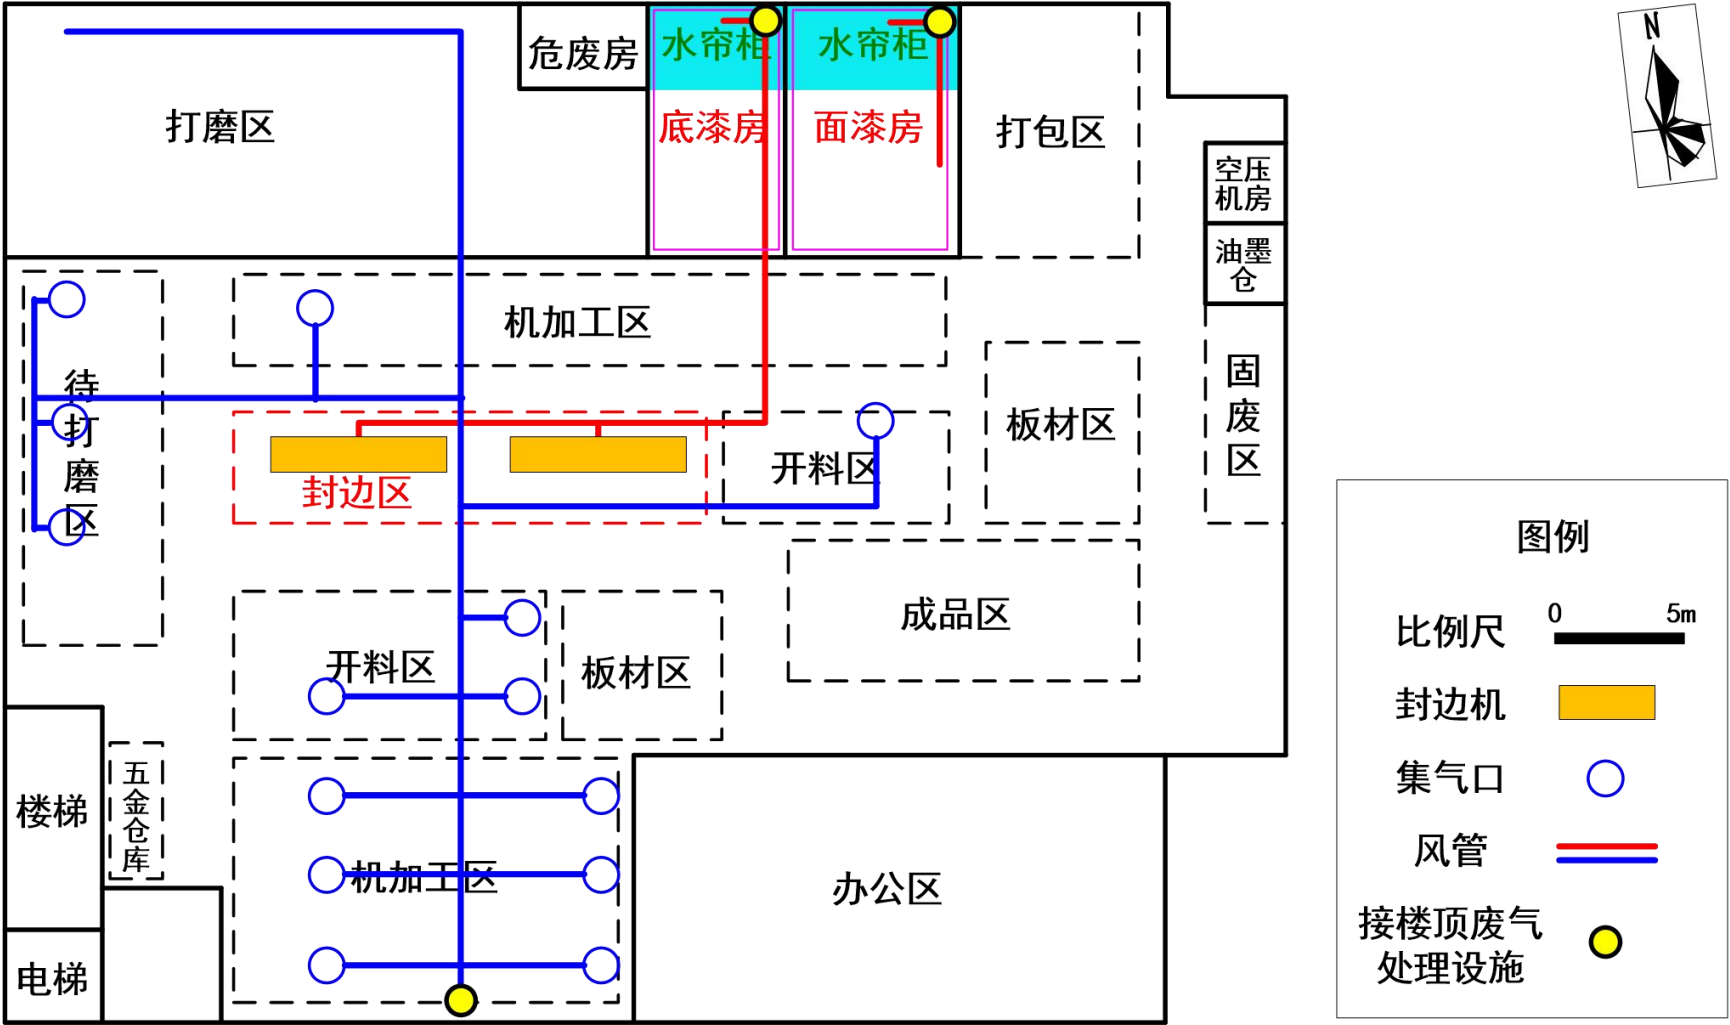 危废房
水帘柜
水帘柜
N
打磨区
底漆房
面漆房
打包区
空压
机房
油墨
仓
机加工区
待
打
磨
区
封边区
开料区
板材区
固
废
区
图例
成品区
比例尺
0 5m
开料区
板材区
封边机
五
金
仓
库
集气口
楼梯
机加工区
办公区
风管
电梯
接楼顶废气
处理设施